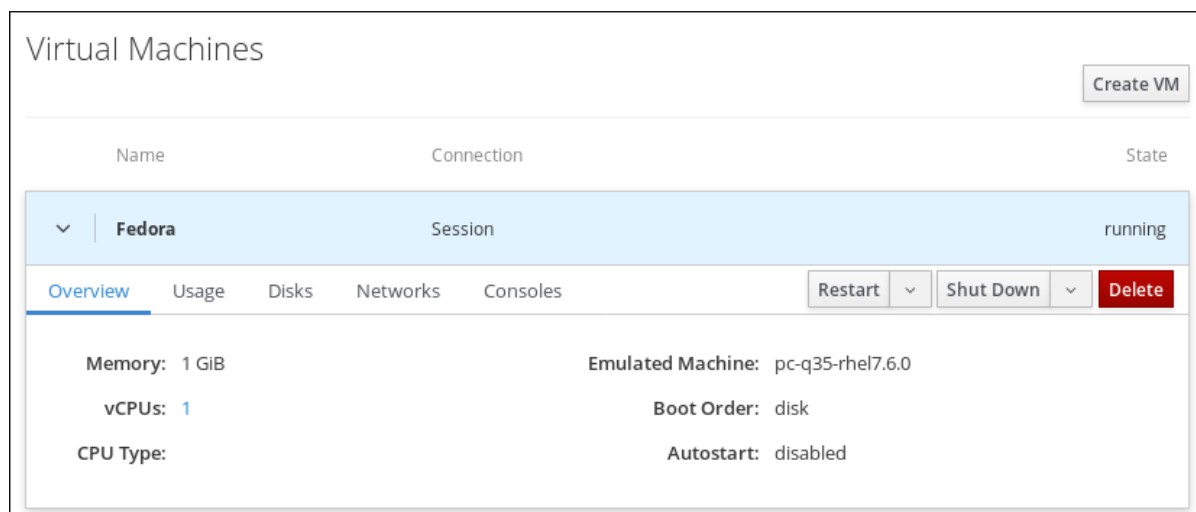 Virtual Machines
Create VM
Name Connection State
Fedora Session running
Overview Usage Disks Networks Consoles Restart Shut Down Delete
Memory: 1 GiB Emulated Machine: pc-q35-rhel7.6.0
vCPUs: 1 Boot Order: disk
CPU Type: Autostart: disabled